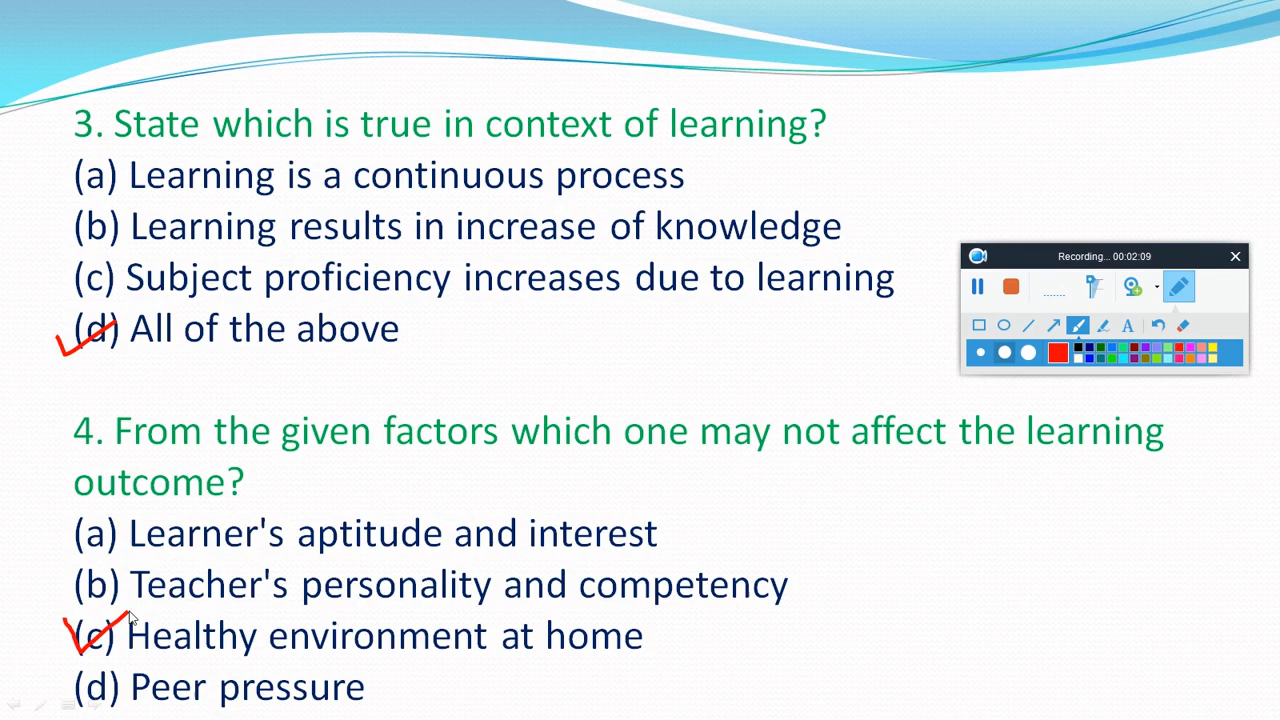 3. State which is true in context of learning?
(a) Learning is a continuous process
(b) Learning results in increase of knowledge
(c) Subject proficiency increases due to learning
(d) All of the above
Recording... 00:02:09
A
4. From the given factors which one may not affect the learning
outcome?
(a) Learner's aptitude and interest
(b) Teacher's personality and competency
(c) Healthy environment at home
(d) Peer pressure